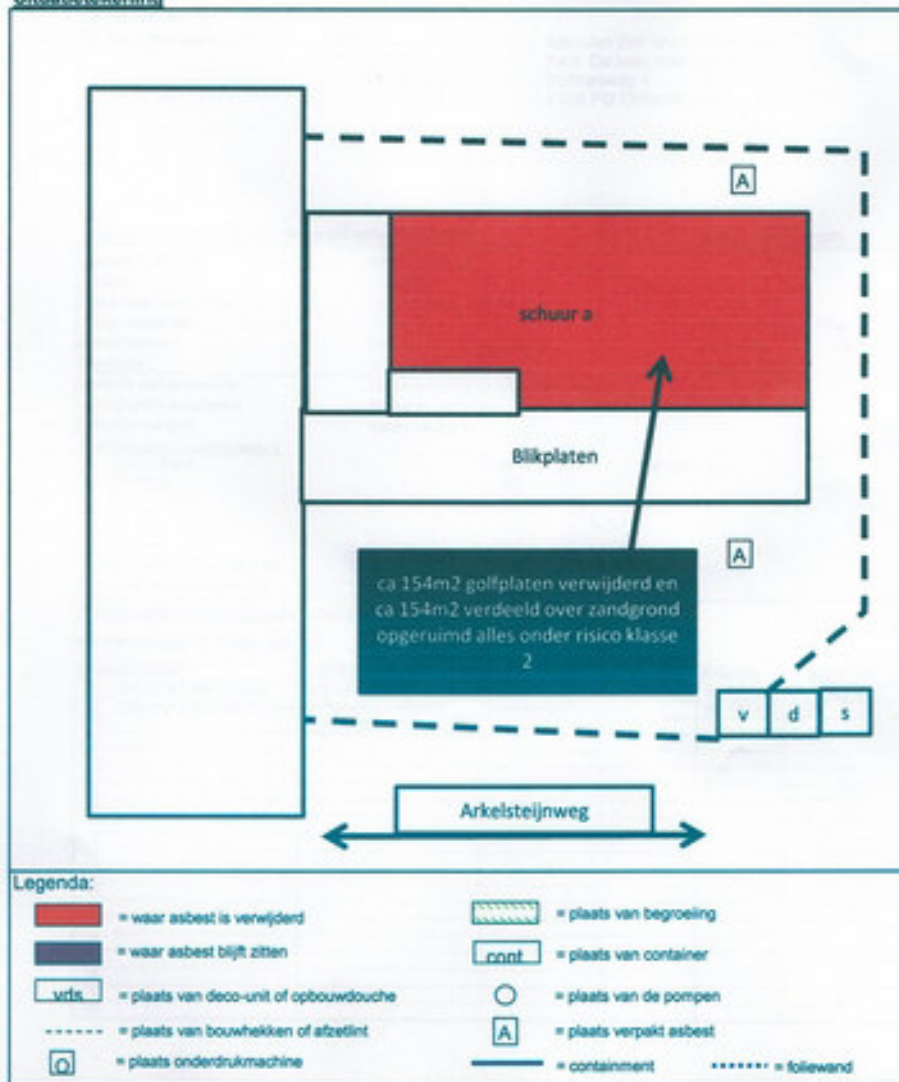 A
schuur a
Blikplaten
A
ca 154m2 golfplaten verwijderd en
ca 154m2 verdeeld over zandgrond
opgeruimd alles onder risico klasse
2
v d s
Arkelsteijnweg
Legenda:
= waar asbest is verwijderd
= waar asbest blijft zitten
vds = plaats van deco-unit of opbouwdouche
= plaats van bouwhekken of afzetlint
O = plaats onderdrukmachine
= plaats van begroeiing
cont = plaats van container
= plaats van de pompen
A = plaats verpakt asbest
= containment = foliewand